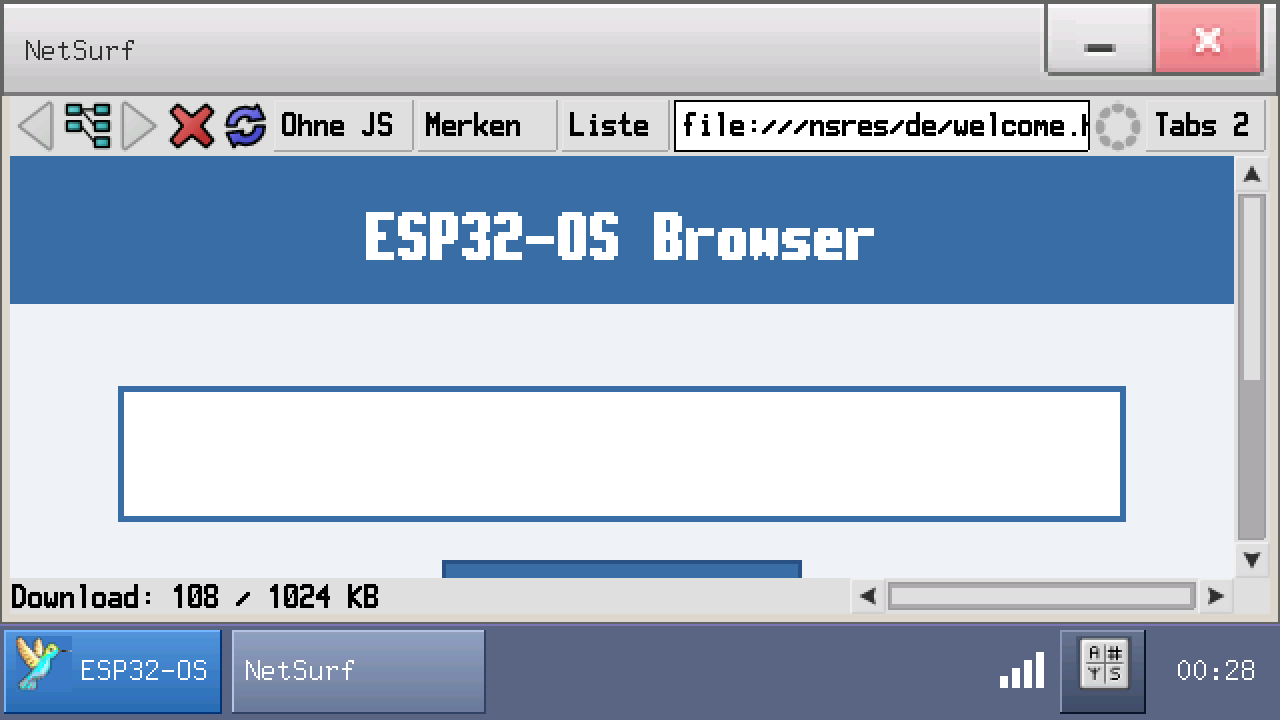 NetSurf
Ohne JS Merken Liste file:///nsres/de/welcome. Tabs 2
ESP32-OS Browser
Download: 108 / 1024 KB
ESP32-OS NetSurf A # Y S 00:28